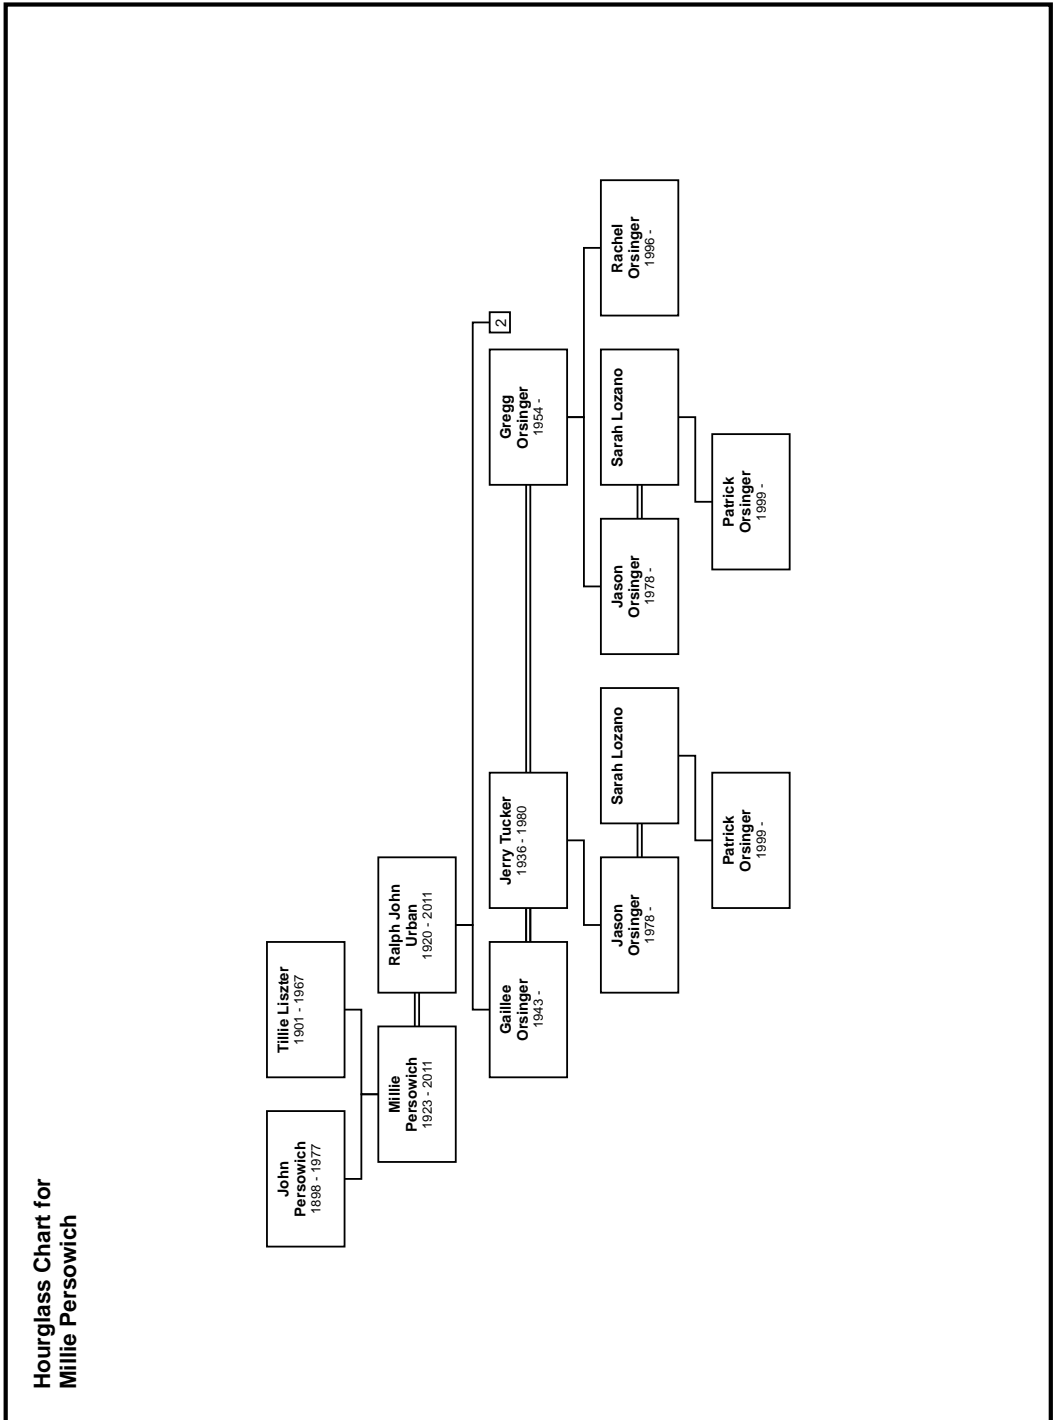 Hourglass Chart for
Millie Persowich
John
Persowich
1898 - 1977
Tillie Liszter
1901 - 1967
Millie
Persowich
1923 - 2011
Ralph John
Urban
1920 - 2011
Gaillee
Orsinger
1943 -
Jerry Tucker
1936 - 1980
Gregg
Orsinger
1954 -
2
Jason
Orsinger
1978 -
Sarah Lozano
Jason
Orsinger
1978 -
Sarah Lozano
Rachel
Orsinger
1996 -
Patrick
Orsinger
1999 -
Patrick
Orsinger
1999 -